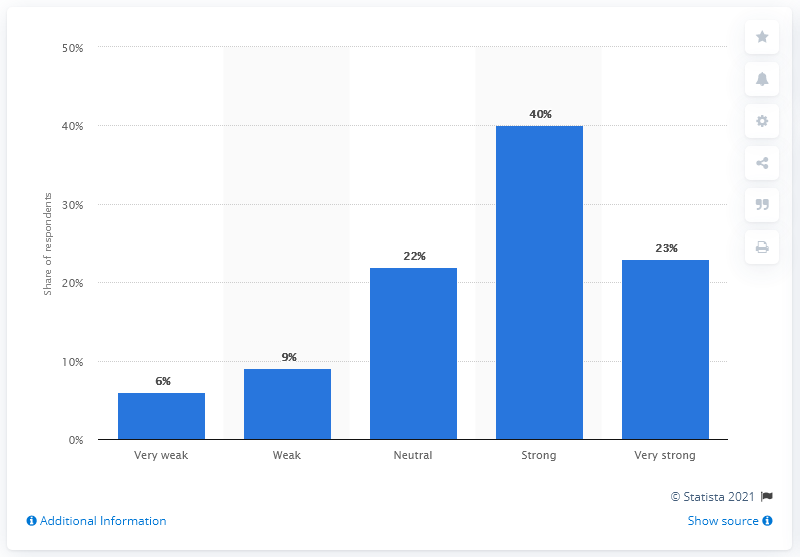 50%
40%
30%
20%
10%
0%
Share of respondents
6%
9%
22%
40%
23%
Very weak
Weak
Neutral
Strong
Very strong
© Statista 2021
Additional Information
Show source